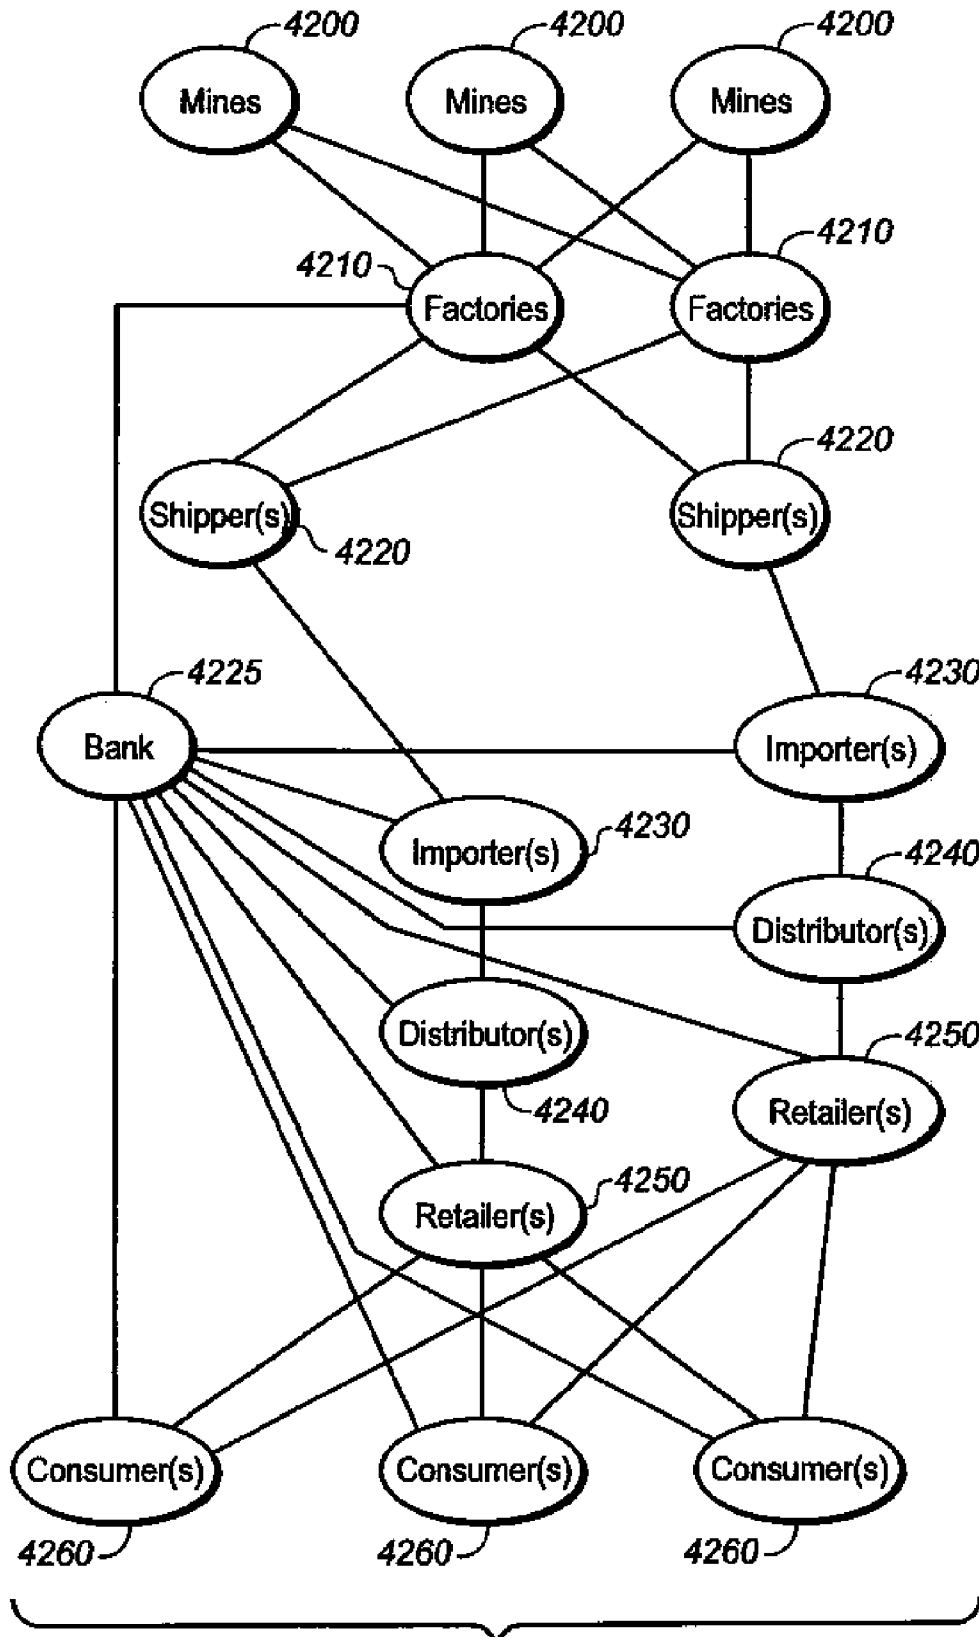 4200 4200 4200
Mines Mines Mines
4210 4210
Factories Factories
4220
Shipper(s) Shipper(s)
4220
4225 4230
Bank Importer(s)
4230
Importer(s)
4240
Distributor(s)
Distributor(s)
4250
4240
Retailer(s)
4250
Retailer(s)
Consumer(s) Consumer(s) Consumer(s)
4260 4260 4260